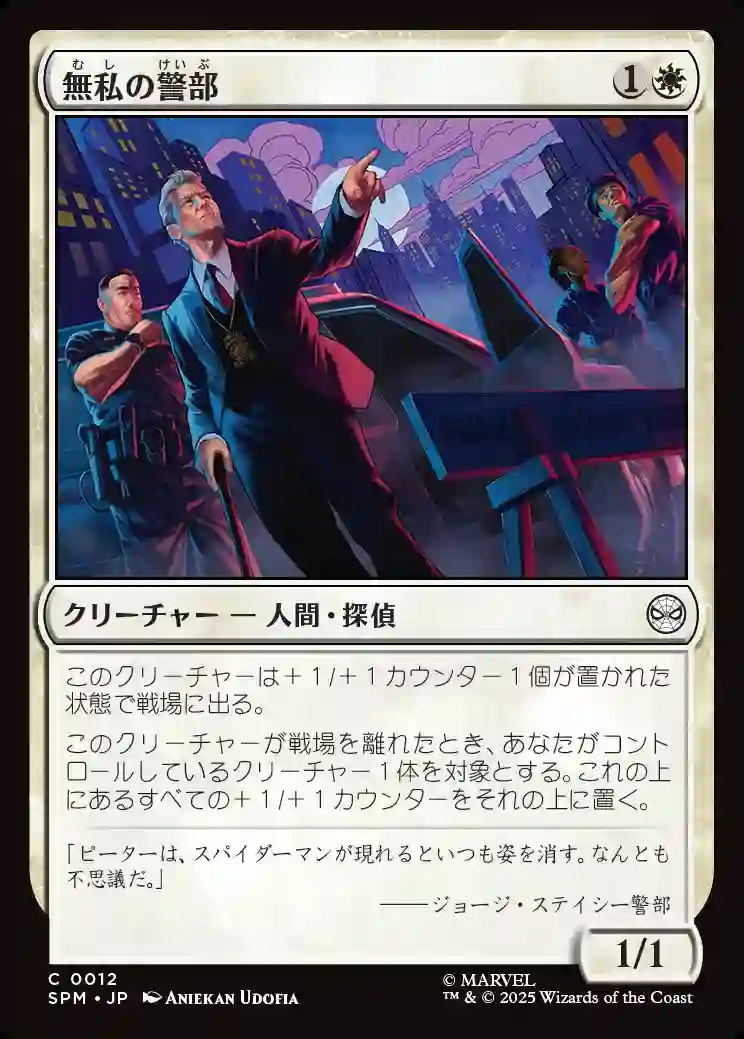 無私の警部
む し けい ぶ
1
クリーチャー ― 人間・探偵
このクリーチャーは+1/+1カウンター1個が置かれた
状態で戦場に出る。
このクリーチャーが戦場を離れたとき、あなたがコント
ロールしているクリーチャー1体を対象とする。これの上
にあるすべての+1/+1カウンターをそれの上に置く。
「ピーターは、スパイダーマンが現れるといつも姿を消す。なんとも
不思議だ。」
――ジョージ・ステイシー警部
1/1
C 0012
SPM・JP ANIEKAN UDOFIA
© MARVEL
™ & © 2025 Wizards of the Coast